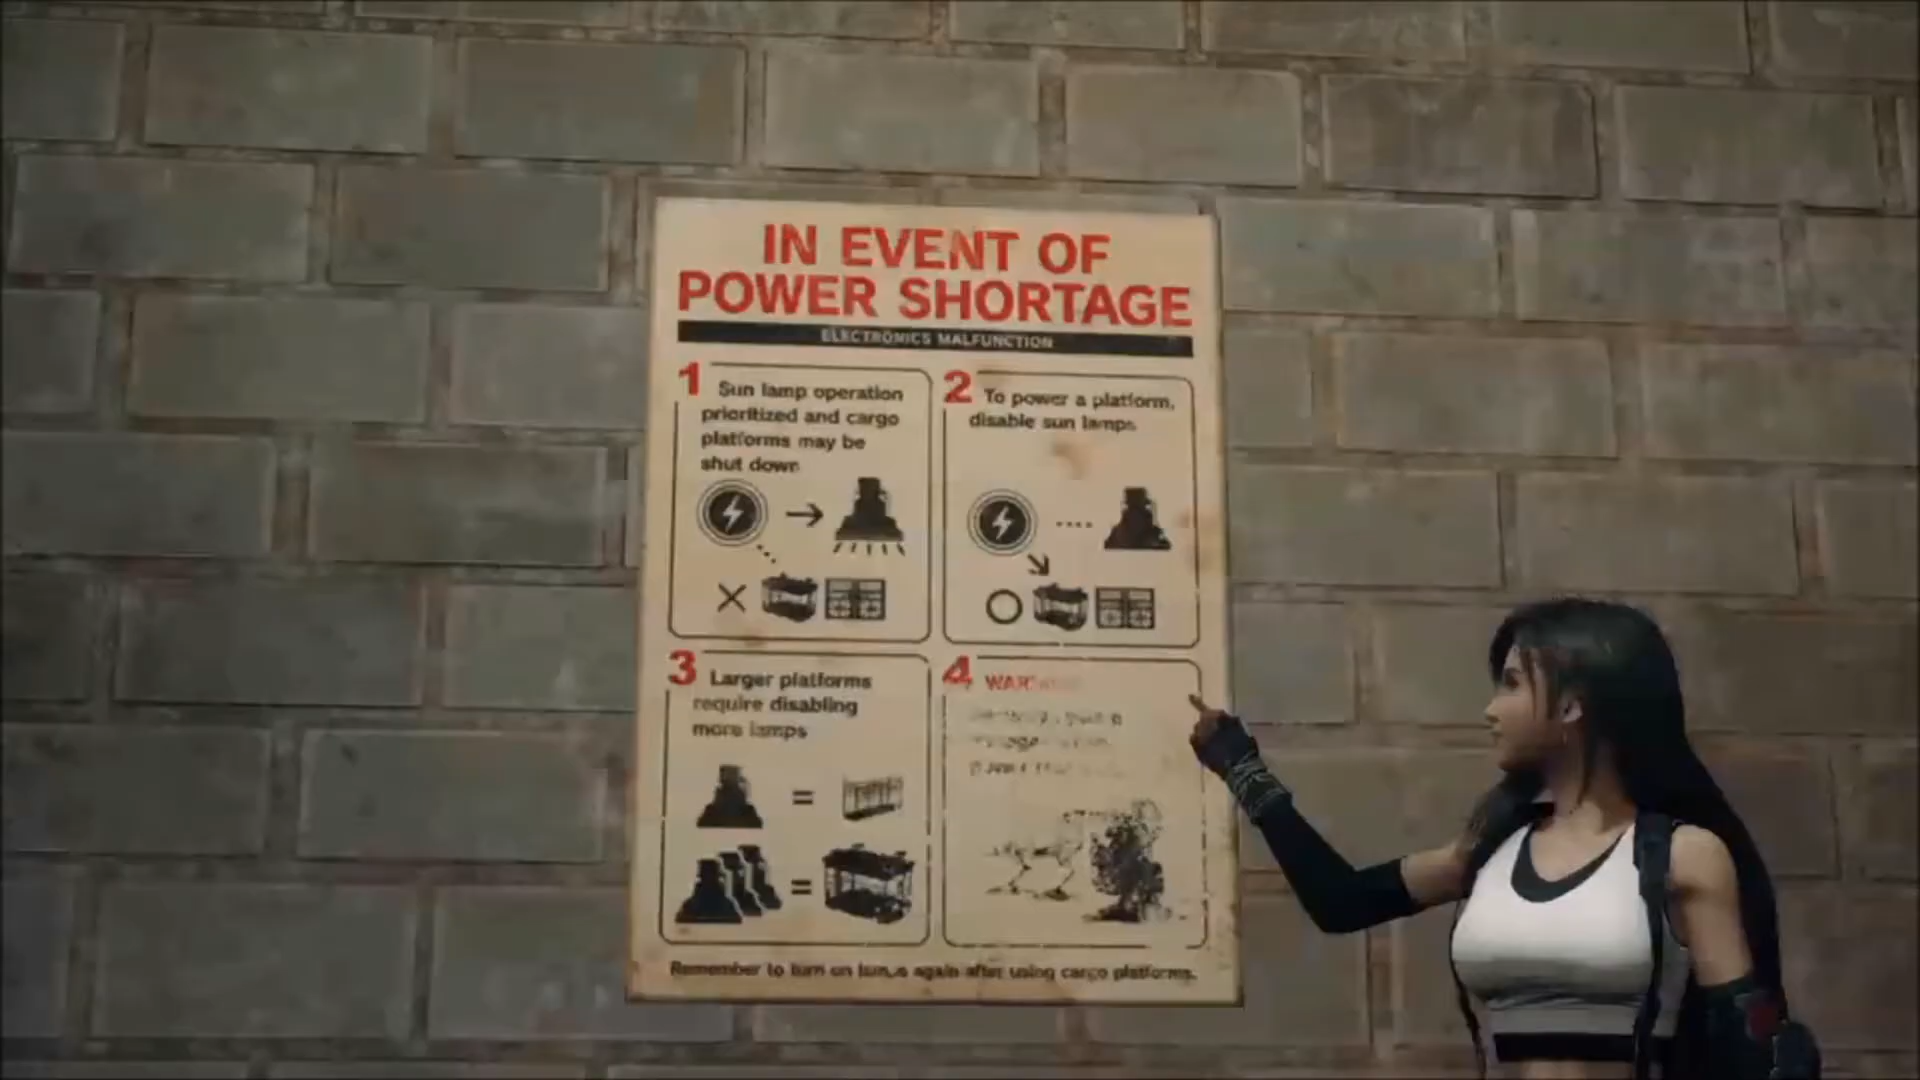 IN EVENT OF
POWER SHORTAGE
ELECTRONICS MALFUNCTION
1 Sun lamp operation
prioritized and cargo
platforms may be
shut down
2 To power a platform,
disable sun lamps
3 Larger platforms
require disabling
more lamps
4
Remember to turn on lamps again after using cargo platforms.